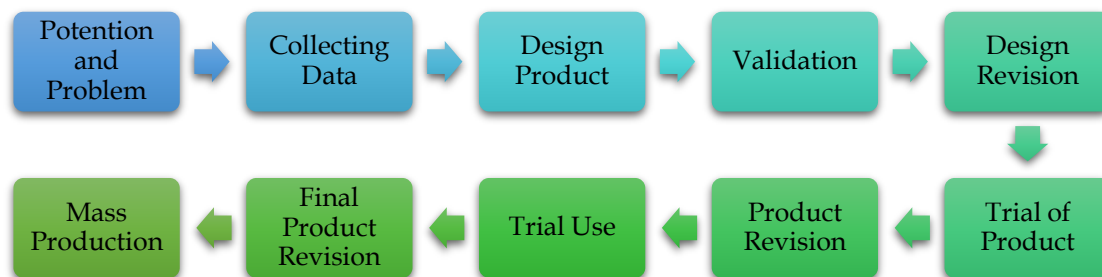 Potention
and
Problem
Collecting
Data
Design
Product
Validation
Design
Revision
Trial of
Product
Product
Revision
Trial Use
Final
Product
Revision
Mass
Production